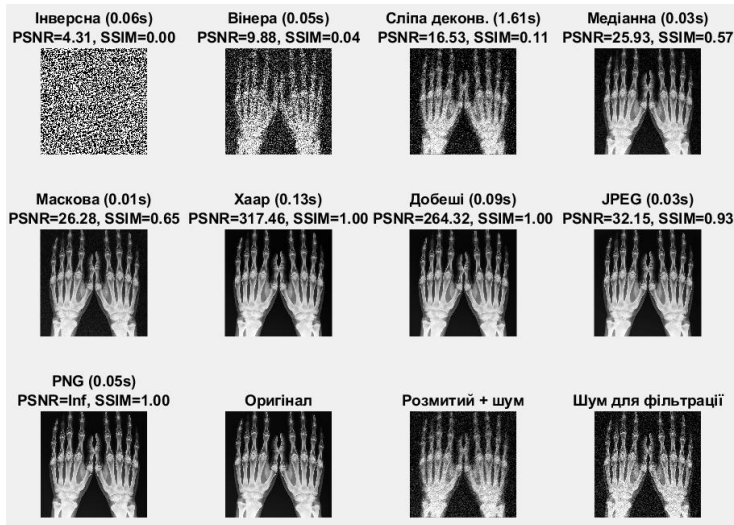 Інверсна (0.06s)
PSNR=4.31, SSIM=0.00
Вінера (0.05s)
PSNR=9.88, SSIM=0.04
Сліпа деконв. (1.61s)
PSNR=16.53, SSIM=0.11
Медіанна (0.03s)
PSNR=25.93, SSIM=0.57
Маскова (0.01s)
PSNR=26.28, SSIM=0.65
Хаар (0.13s)
PSNR=317.46, SSIM=1.00
Добеші (0.09s)
PSNR=264.32, SSIM=1.00
JPEG (0.03s)
PSNR=32.15, SSIM=0.93
PNG (0.05s)
PSNR=Inf, SSIM=1.00
Оригінал
Розмитий + шум
Шум для фільтрації